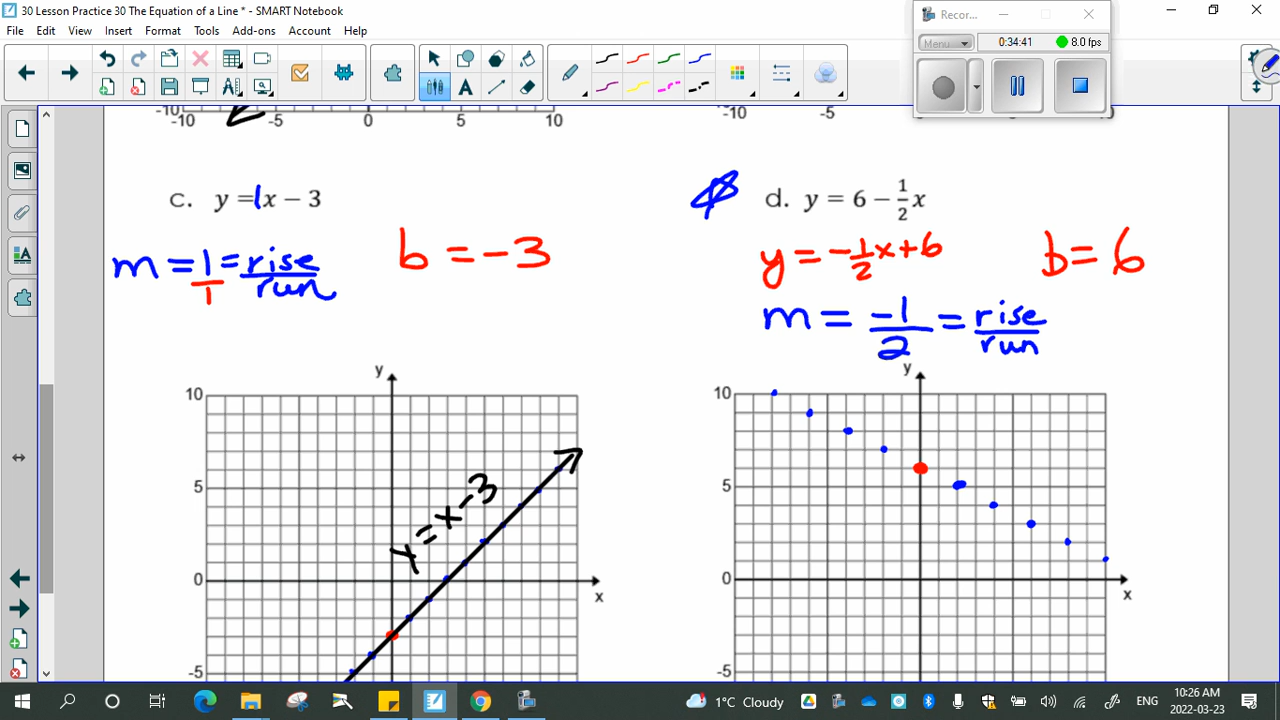 30 Lesson Practice 30 The Equation of a Line * - SMART Notebook
Recor...
File Edit View Insert Format Tools Add-ons Account Help
Menu 0:34:41 8.0 fps
-10
-10 -5 0 5 10
-10 -5 10
c. y = 1x − 3
d. y = 6 − 1/2 x
m = 1/1 = rise/run
b = -3
y = -1/2 x + 6
b = 6
m = -1/2 = rise/run
y
10
5
0
-5
x
y = x - 3
y
10
5
0
-5
x
1°C Cloudy
ENG
10:26 AM
2022-03-23